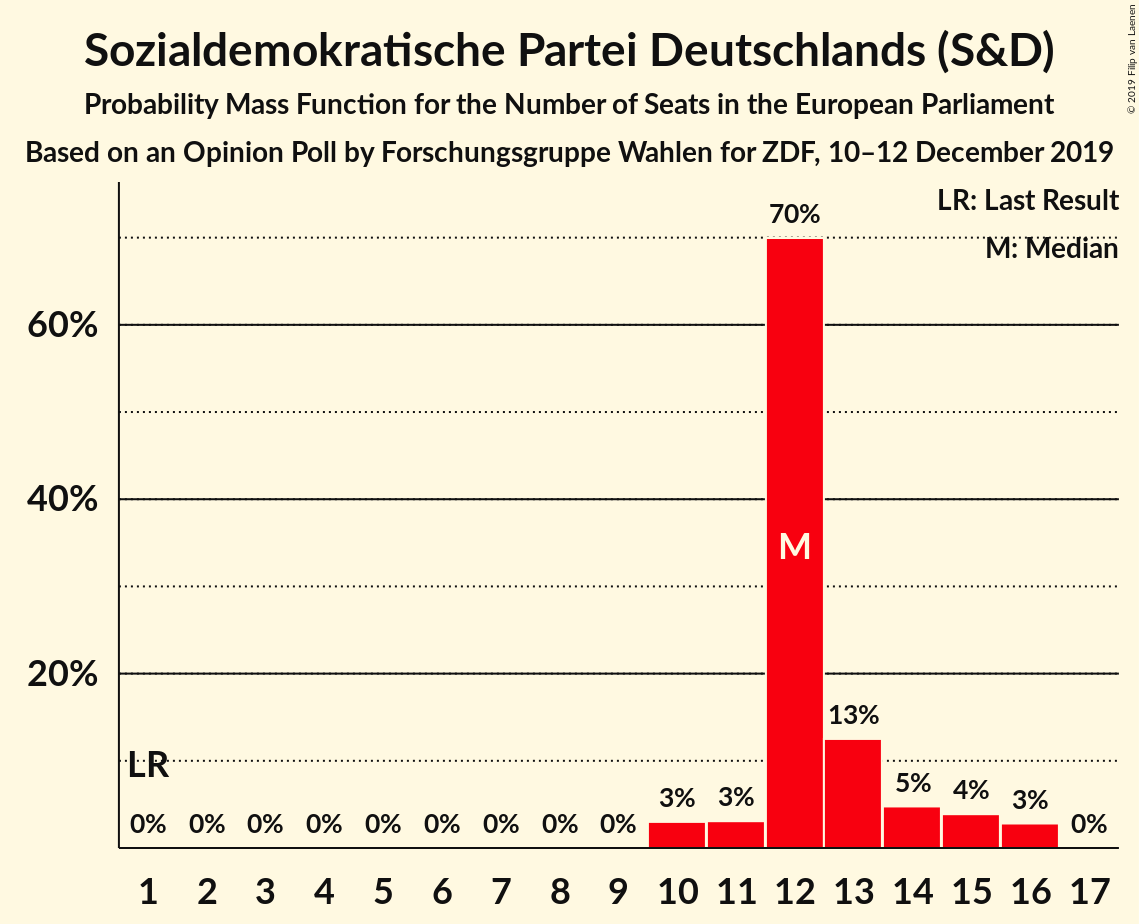 Sozialdemokratische Partei Deutschlands (S&D)
Probability Mass Function for the Number of Seats in the European Parliament
Based on an Opinion Poll by Forschungsgruppe Wahlen for ZDF, 10–12 December 2019
© 2019 Filip van Laenen
LR: Last Result
M: Median
70%
60%
40%
M
20%
13%
LR
5%
4%
3%
3%
3%
0% 0% 0% 0% 0% 0% 0% 0% 0% 0%
1 2 3 4 5 6 7 8 9 10 11 12 13 14 15 16 17